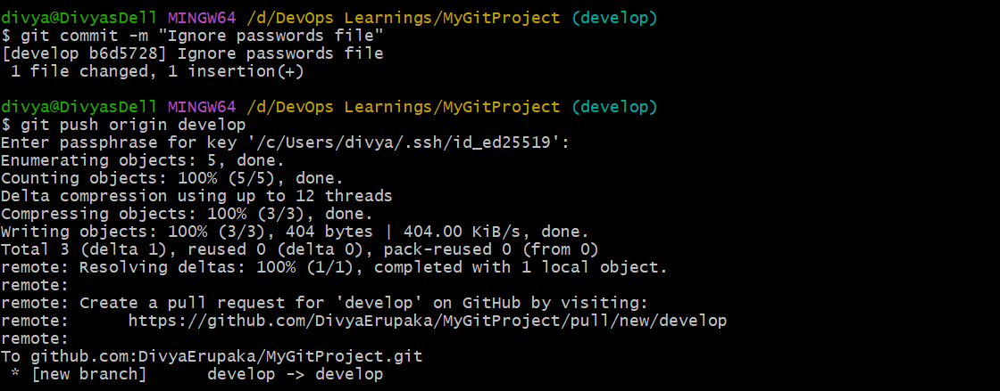 divya@DivyasDell MINGW64 /d/DevOps Learnings/MyGitProject (develop)
$ git commit -m "Ignore passwords file"
[develop b6d5728] Ignore passwords file
 1 file changed, 1 insertion(+)

divya@DivyasDell MINGW64 /d/DevOps Learnings/MyGitProject (develop)
$ git push origin develop
Enter passphrase for key '/c/Users/divya/.ssh/id_ed25519':
Enumerating objects: 5, done.
Counting objects: 100% (5/5), done.
Delta compression using up to 12 threads
Compressing objects: 100% (3/3), done.
Writing objects: 100% (3/3), 404 bytes | 404.00 KiB/s, done.
Total 3 (delta 1), reused 0 (delta 0), pack-reused 0 (from 0)
remote: Resolving deltas: 100% (1/1), completed with 1 local object.
remote:
remote: Create a pull request for 'develop' on GitHub by visiting:
remote:      https://github.com/DivyaErupaka/MyGitProject/pull/new/develop
remote:
To github.com:DivyaErupaka/MyGitProject.git
 * [new branch]      develop -> develop